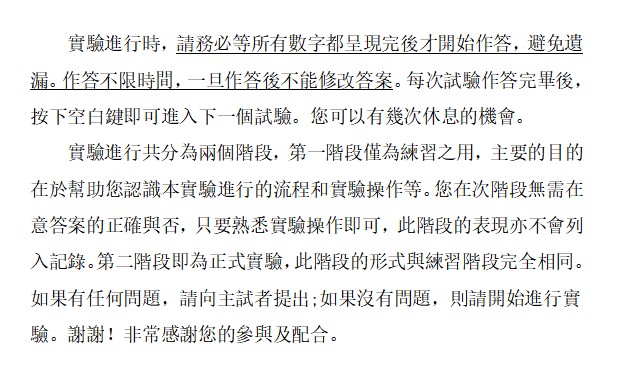 實驗進行時，請務必等所有數字都呈現完後才開始作答，避免遺
漏。作答不限時間，一旦作答後不能修改答案。每次試驗作答完畢後，
按下空白鍵即可進入下一個試驗。您可以有幾次休息的機會。
實驗進行共分為兩個階段，第一階段僅為練習之用，主要的目的
在於幫助您認識本實驗進行的流程和實驗操作等。您在次階段無需在
意答案的正確與否，只要熟悉實驗操作即可，此階段的表現亦不會列
入記錄。第二階段即為正式實驗，此階段的形式與練習階段完全相同。
如果有任何問題，請向主試者提出;如果沒有問題，則請開始進行實
驗。謝謝！非常感謝您的參與及配合。